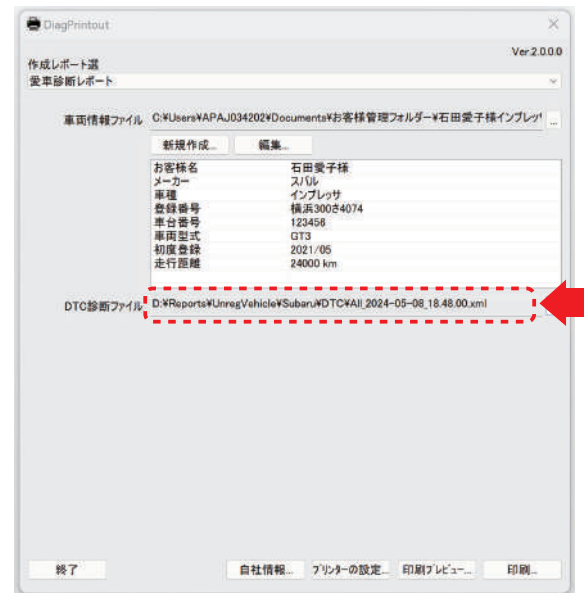 DiagPrintout
Ver.2.0.0.0
作成レポート選
愛車診断レポート
車両情報ファイル C:¥Users¥APAJ034202¥Documents¥お客様管理フォルダー¥石田愛子様インプレッサ ...
新規作成... 編集...
お客様名 石田愛子様
メーカー スバル
車種 インプレッサ
登録番号 横浜300さ4074
車台番号 123456
車両型式 GT3
初度登録 2021/05
走行距離 24000 km
DTC診断ファイル D:¥Reports¥UnregVehicle¥Subaru¥DTC¥All_2024-05-08_18.48.00.xml
終了 自社情報... プリンターの設定... 印刷プレビュー... 印刷...